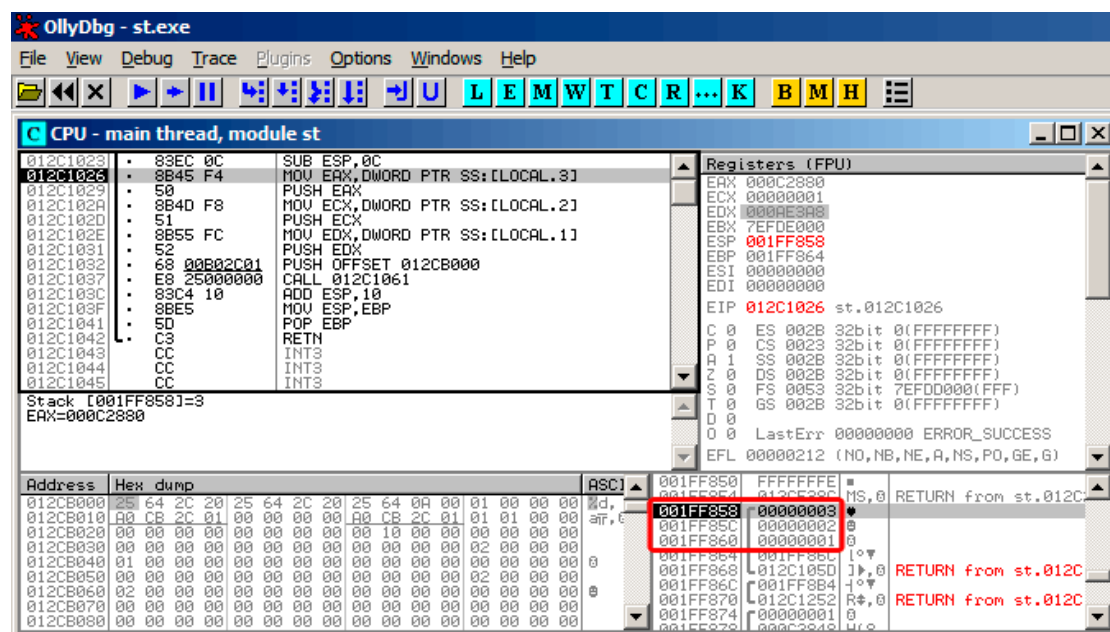 OllyDbg - st.exe
File View Debug Trace Plugins Options Windows Help
L E M W T C R ... K B M H
C CPU - main thread, module st
012C1023 · 83EC 0C SUB ESP,0C
012C1026 · 8B45 F4 MOV EAX,DWORD PTR SS:[LOCAL.3]
012C1029 · 50 PUSH EAX
012C102A · 8B4D F8 MOV ECX,DWORD PTR SS:[LOCAL.2]
012C102D · 51 PUSH ECX
012C102E · 8B55 FC MOV EDX,DWORD PTR SS:[LOCAL.1]
012C1031 · 52 PUSH EDX
012C1032 · 68 00B02C01 PUSH OFFSET 012CB000
012C1037 · E8 25000000 CALL 012C1061
012C103C · 83C4 10 ADD ESP,10
012C103F · 8BE5 MOV ESP,EBP
012C1041 · 5D POP EBP
012C1042 · C3 RETN
012C1043 CC INT3
012C1044 CC INT3
012C1045 CC INT3
Stack [001FF858]=3
EAX=000C2880
Registers (FPU)
EAX 000C2880
ECX 00000001
EDX 000AE3A8
EBX 7EFDE000
ESP 001FF858
EBP 001FF864
ESI 00000000
EDI 00000000
EIP 012C1026 st.012C1026
C 0 ES 002B 32bit 0(FFFFFFFF)
P 0 CS 0023 32bit 0(FFFFFFFF)
A 1 SS 002B 32bit 0(FFFFFFFF)
Z 0 DS 002B 32bit 0(FFFFFFFF)
S 0 FS 0053 32bit 7EFDD000(FFF)
T 0 GS 002B 32bit 0(FFFFFFFF)
D 0
O 0 LastErr 00000000 ERROR_SUCCESS
EFL 00000212 (NO,NB,NE,A,NS,PO,GE,G)
Address Hex dump ASCI
012CB000 25 64 2C 20 25 64 2C 20 25 64 0A 00 01 00 00 00 %d,
012CB010 A0 CB 2C 01 00 00 00 00 A0 CB 2C 01 01 01 00 00
012CB020 00 00 00 00 00 00 00 00 00 10 00 00 00 00 00 00
012CB030 00 00 00 00 00 00 00 00 00 00 00 00 02 00 00 00
012CB040 01 00 00 00 00 00 00 00 00 00 00 00 00 00 00 00
012CB050 00 00 00 00 00 00 00 00 00 00 00 00 02 00 00 00
012CB060 02 00 00 00 00 00 00 00 00 00 00 00 00 00 00 00
012CB070 00 00 00 00 00 00 00 00 00 00 00 00 00 00 00 00
012CB080 00 00 00 00 00 00 00 00 00 00 00 00 00 00 00 00
001FF850 FFFFFFFE
RETURN from st.012C
001FF858 00000003
001FF85C 00000002
001FF860 00000001
001FF864 001FF86C
001FF868 012C105D RETURN from st.012C
001FF86C 001FF8B4
001FF870 012C1252 RETURN from st.012C
001FF874 00000001